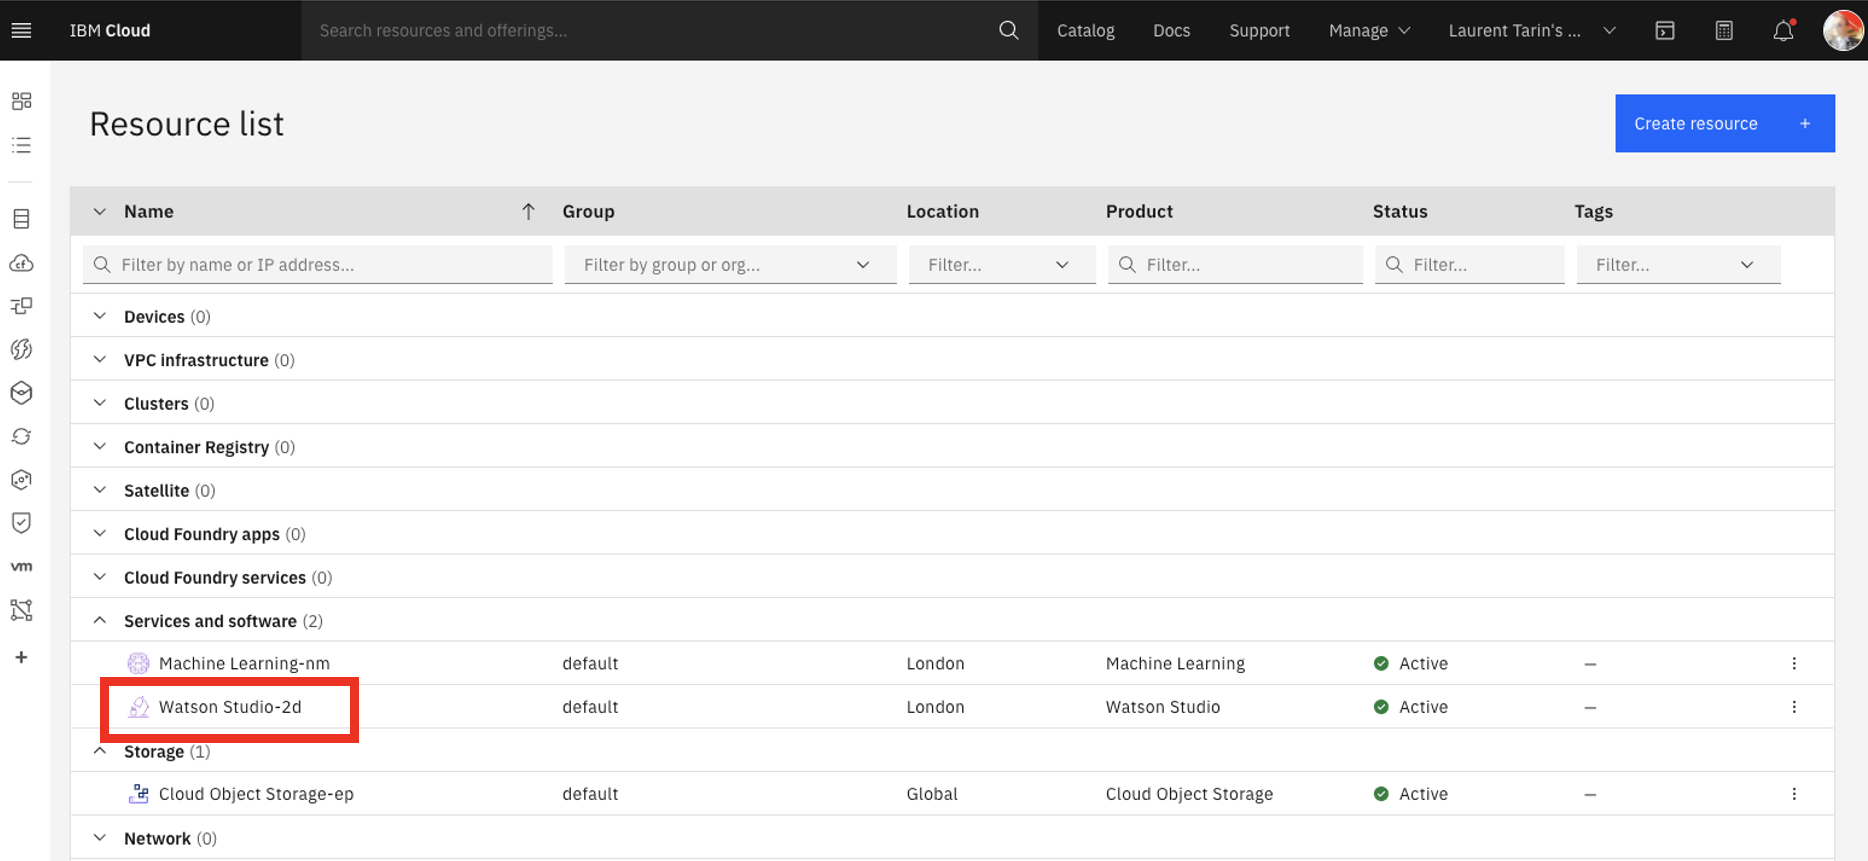 IBM Cloud Search resources and offerings... Catalog Docs Support Manage Laurent Tarin's ...
Resource list Create resource +
Name Group Location Product Status Tags
Filter by name or IP address... Filter by group or org... Filter... Filter... Filter... Filter...
Devices (0)
VPC infrastructure (0)
Clusters (0)
Container Registry (0)
Satellite (0)
Cloud Foundry apps (0)
Cloud Foundry services (0)
vm
Services and software (2)
Machine Learning-nm default London Machine Learning Active –
Watson Studio-2d default London Watson Studio Active –
Storage (1)
Cloud Object Storage-ep default Global Cloud Object Storage Active –
Network (0)